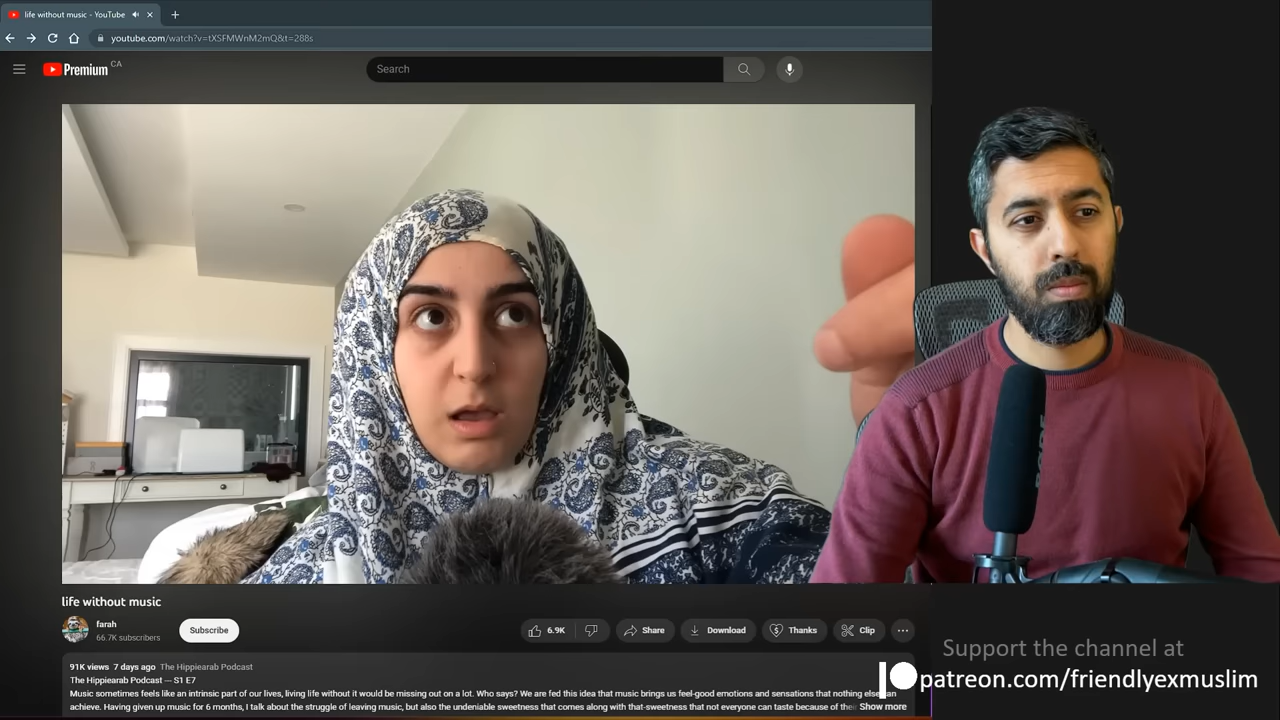 life without music - YouTube
youtube.com/watch?v=tXSFMWnM2mQ&t=288s
Premium CA
Search
life without music
farah
66.7K subscribers
Subscribe
6.9K
Share
Download
Thanks
Clip
91K views 7 days ago The Hippiearab Podcast
The Hippiearab Podcast — S1 E7
Music sometimes feels like an intrinsic part of our lives, living life without it would be missing out on a lot. Who says? We are fed this idea that music brings us feel-good emotions and sensations that nothing else can
achieve. Having given up music for 6 months, I talk about the struggle of leaving music, but also the undeniable sweetness that comes along with that-sweetness that not everyone can taste because of their Show more
Support the channel at
patreon.com/friendlyexmuslim